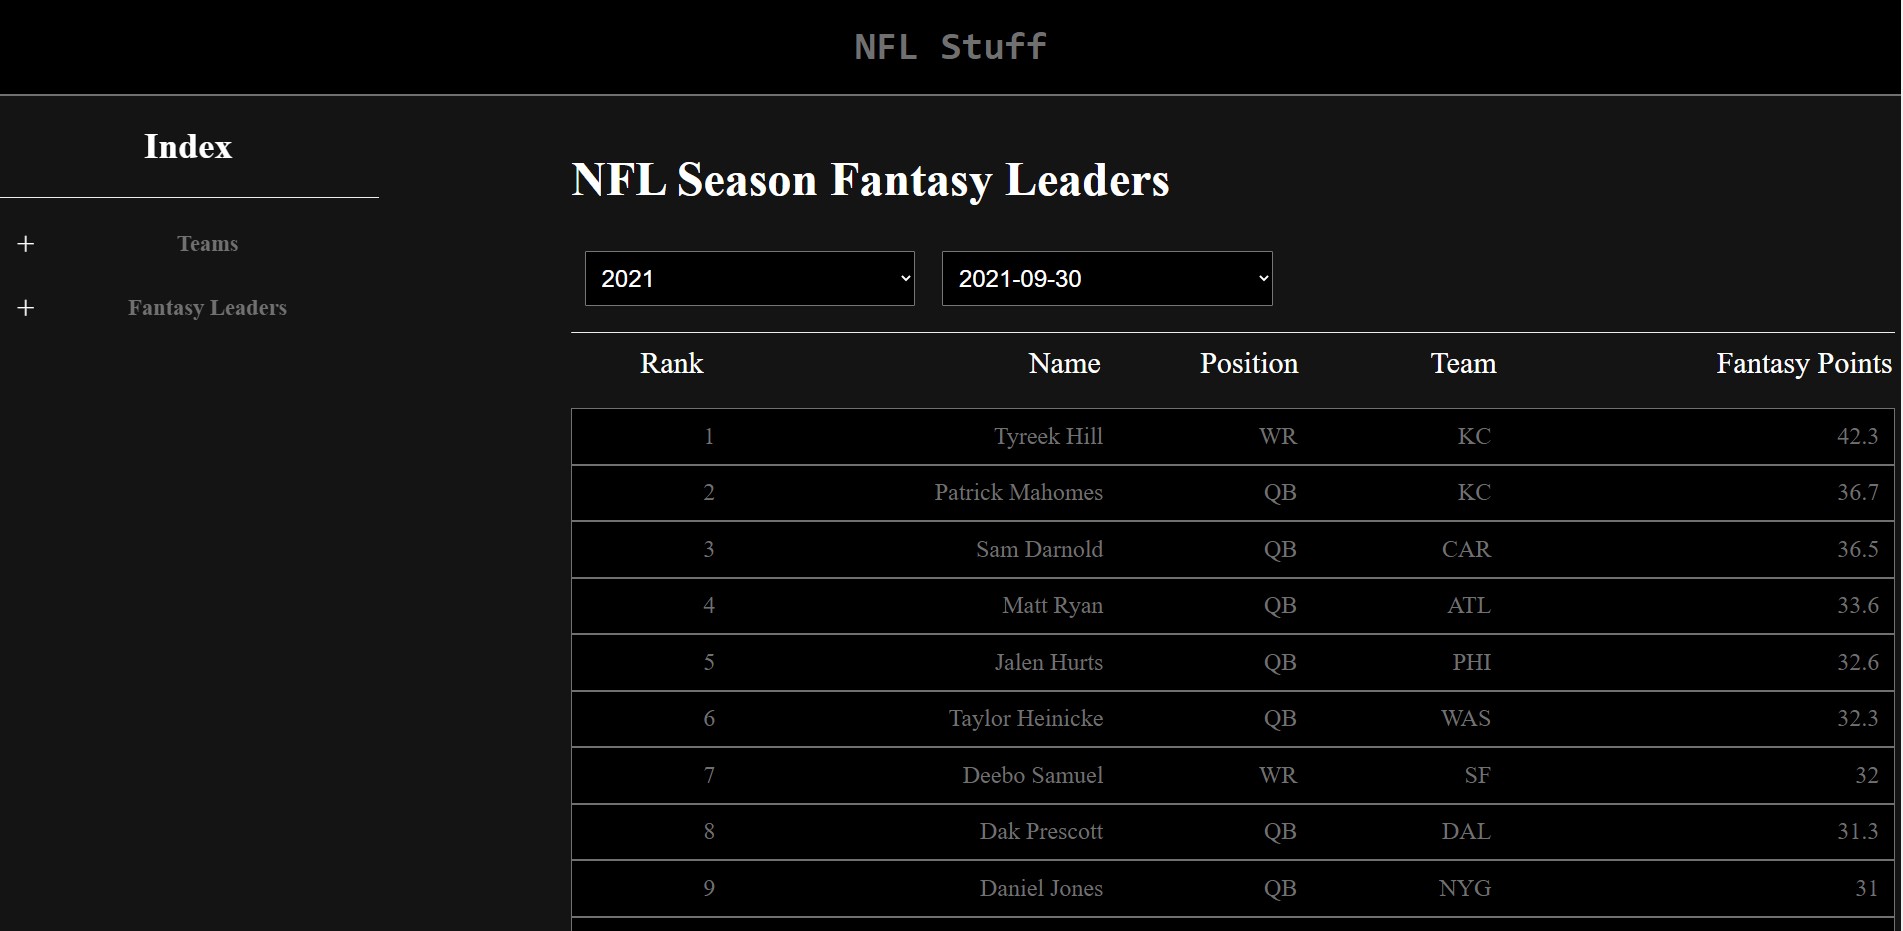 NFL Stuff
Index
+ Teams
+ Fantasy Leaders
NFL Season Fantasy Leaders
2021 2021-09-30
Rank Name Position Team Fantasy Points
1 Tyreek Hill WR KC 42.3
2 Patrick Mahomes QB KC 36.7
3 Sam Darnold QB CAR 36.5
4 Matt Ryan QB ATL 33.6
5 Jalen Hurts QB PHI 32.6
6 Taylor Heinicke QB WAS 32.3
7 Deebo Samuel WR SF 32
8 Dak Prescott QB DAL 31.3
9 Daniel Jones QB NYG 31